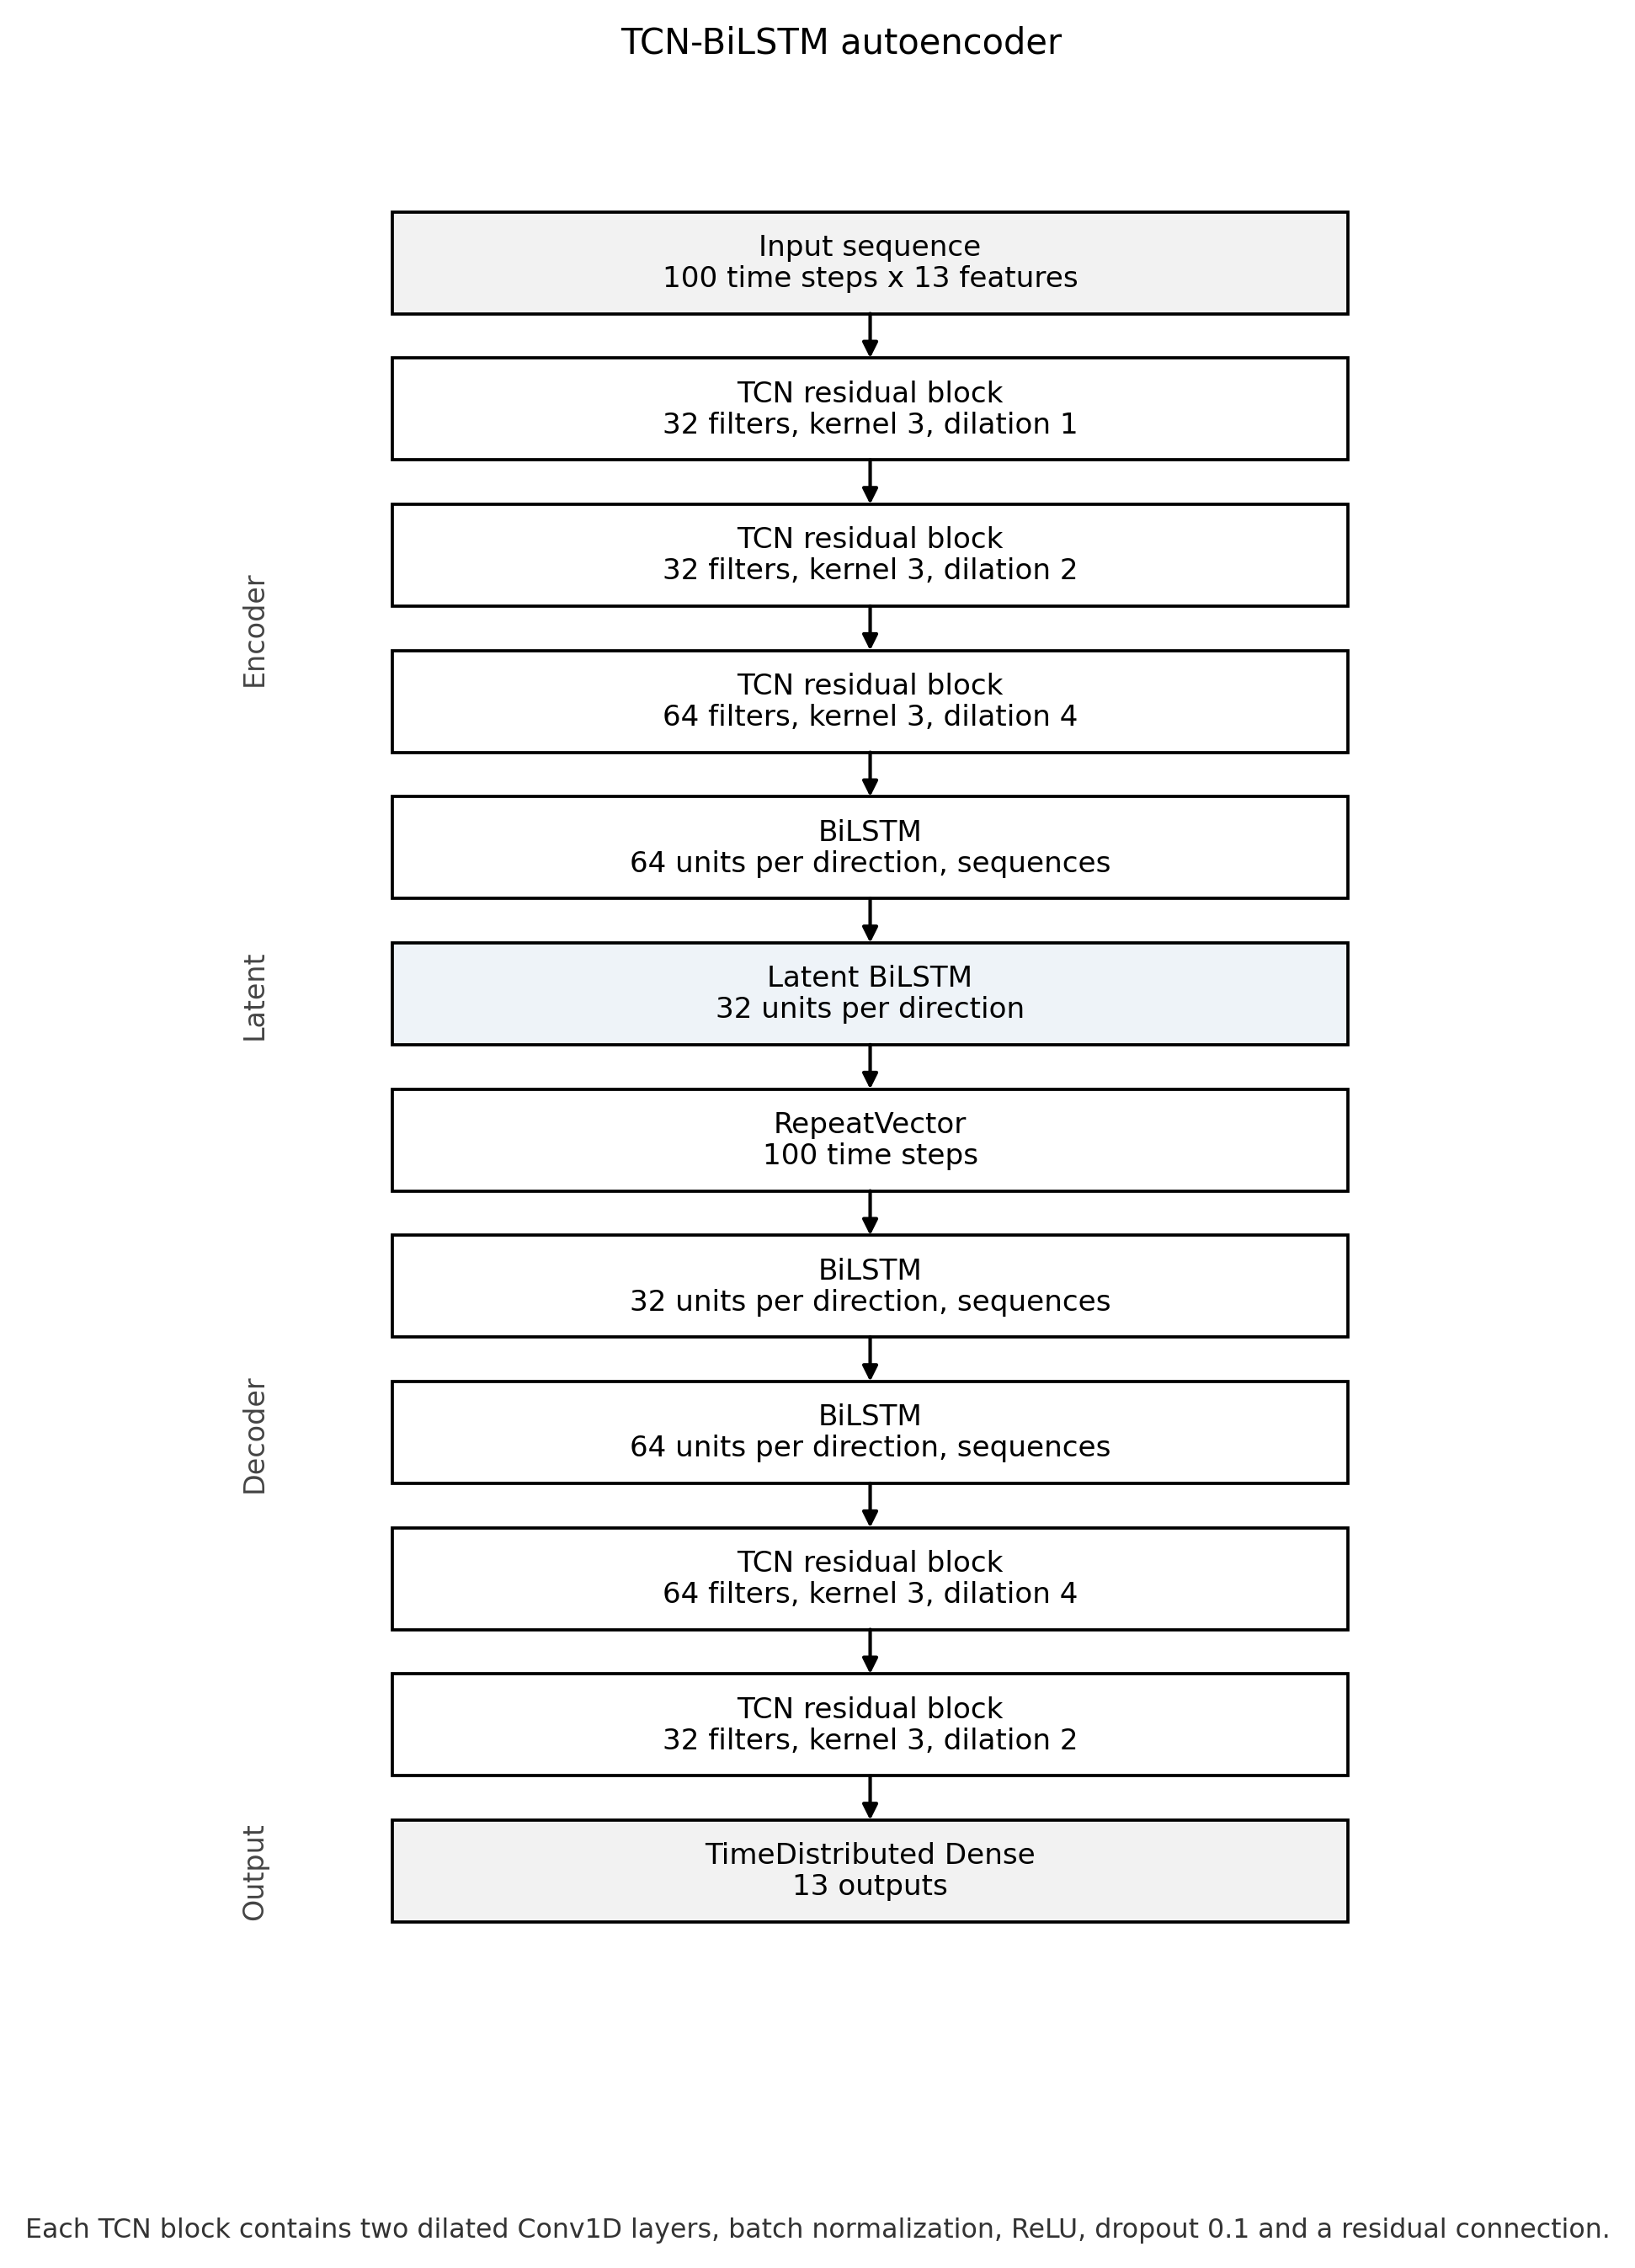 TCN-BiLSTM autoencoder
Input sequence
100 time steps x 13 features
TCN residual block
32 filters, kernel 3, dilation 1
TCN residual block
32 filters, kernel 3, dilation 2
Encoder
TCN residual block
64 filters, kernel 3, dilation 4
BiLSTM
64 units per direction, sequences
Latent
Latent BiLSTM
32 units per direction
RepeatVector
100 time steps
BiLSTM
32 units per direction, sequences
Decoder
BiLSTM
64 units per direction, sequences
TCN residual block
64 filters, kernel 3, dilation 4
TCN residual block
32 filters, kernel 3, dilation 2
Output
TimeDistributed Dense
13 outputs
Each TCN block contains two dilated Conv1D layers, batch normalization, ReLU, dropout 0.1 and a residual connection.